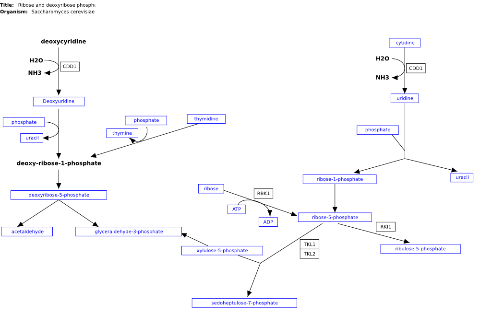 Title: Ribose and deoxyribose phosphi
Organism: Saccharomyces cerevisiae
deoxycyridine
cytidine
H2O
CDD1
NH3
H2O
CDD1
NH3
Deoxyuridine
uridine
phosphate
uracil
phosphate
thymine
thymidine
phosphate
deoxy-ribose-1-phosphate
ribose-1-phosphate
uracil
deoxyribose-5-phosphate
ribose
RBK1
ATP
ADP
ribose-5-phosphate
RKI1
acetaldehyde
glyceraldehyde-3-phosphate
xylulose-5-phosphate
TKL1
TKL2
ribulose-5-phosphate
sedoheptulose-7-phosphate